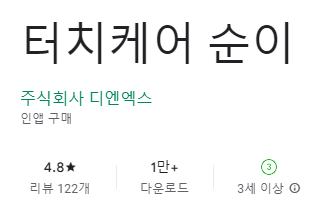 터치케어 순이
주식회사 디엔엑스
인앱 구매
4.8★ 1만+ 3
리뷰 122개 다운로드 3세 이상